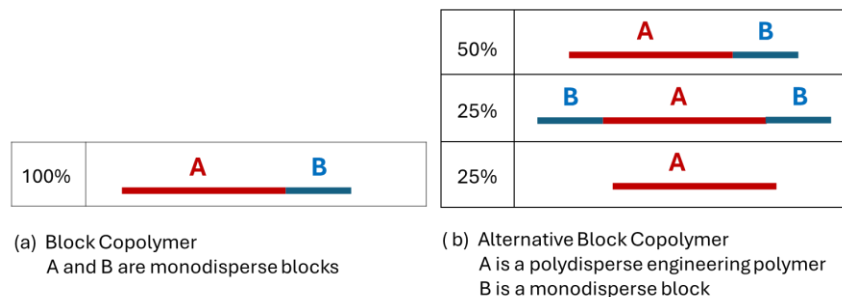 A B
100%
(a) Block Copolymer
A and B are monodisperse blocks
A B
50%
B A B
25%
A
25%
( b) Alternative Block Copolymer
A is a polydisperse engineering polymer
B is a monodisperse block